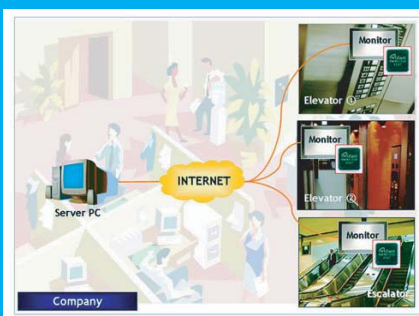 Monitor
Elevator ①
Monitor
INTERNET
Elevator ②
Server PC
Monitor
Escalator
Company